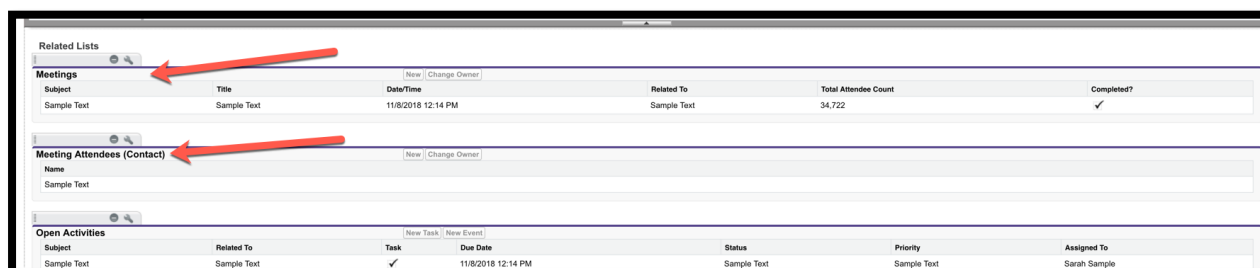 Related Lists
Meetings
New Change Owner
Subject Title Date/Time Related To Total Attendee Count Completed?
Sample Text Sample Text 11/8/2018 12:14 PM Sample Text 34,722
Meeting Attendees (Contact)
New Change Owner
Name
Sample Text
Open Activities
New Task New Event
Subject Related To Task Due Date Status Priority Assigned To
Sample Text Sample Text 11/8/2018 12:14 PM Sample Text Sample Text Sarah Sample